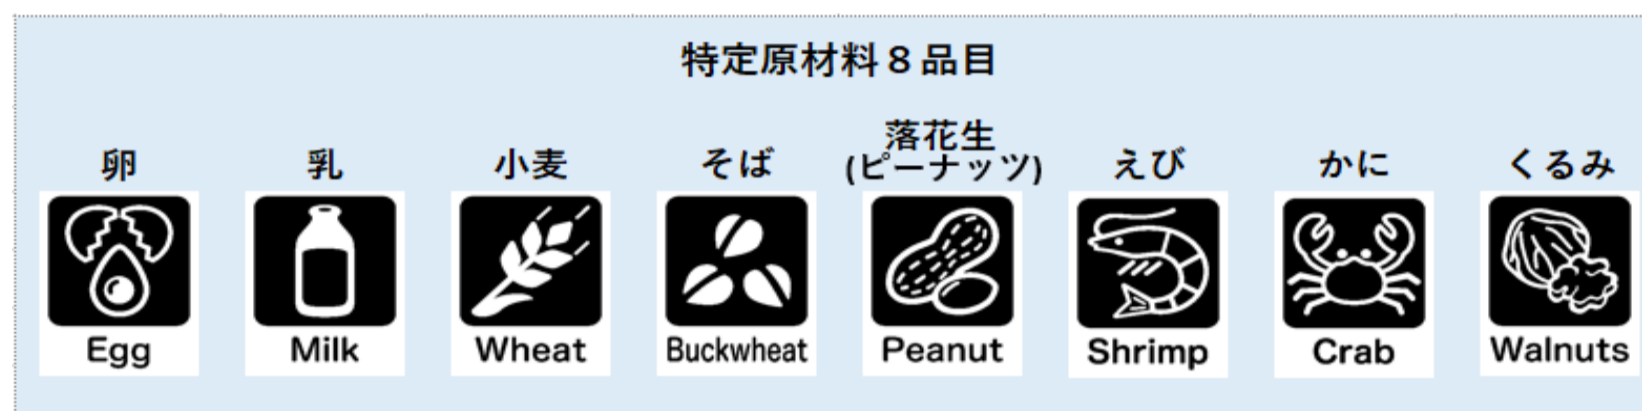 特定原材料８品目
卵
乳
小麦
そば
落花生
(ピーナッツ)
えび
かに
くるみ
Egg
Milk
Wheat
Buckwheat
Peanut
Shrimp
Crab
Walnuts